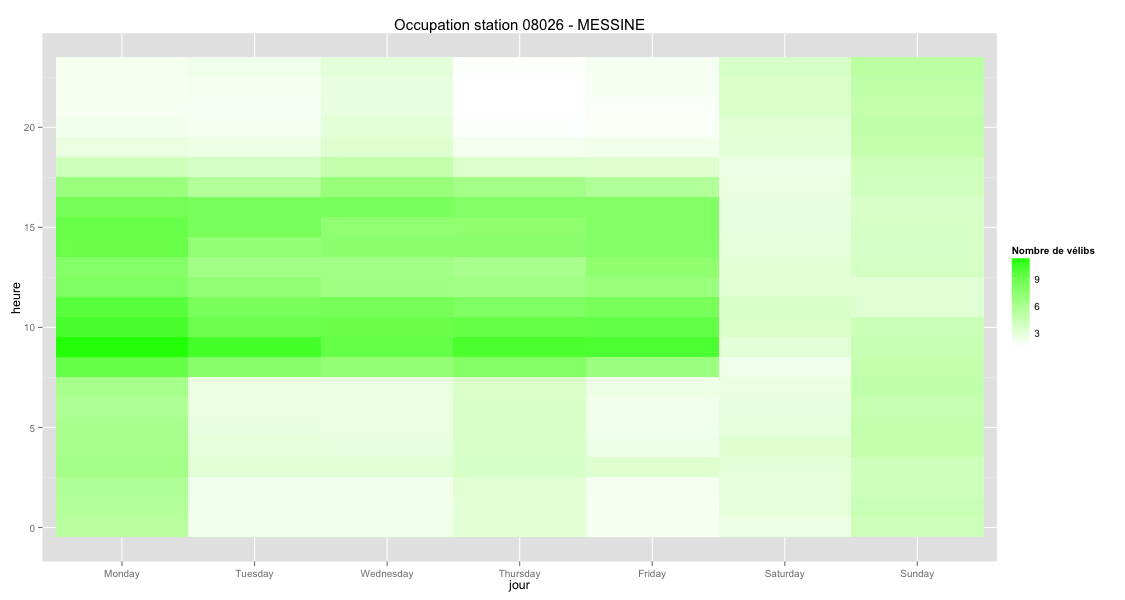 Occupation station 08026 - MESSINE
20
15
10
5
0
heure
Monday Tuesday Wednesday Thursday Friday Saturday Sunday
jour
Nombre de vélibs
9
6
3